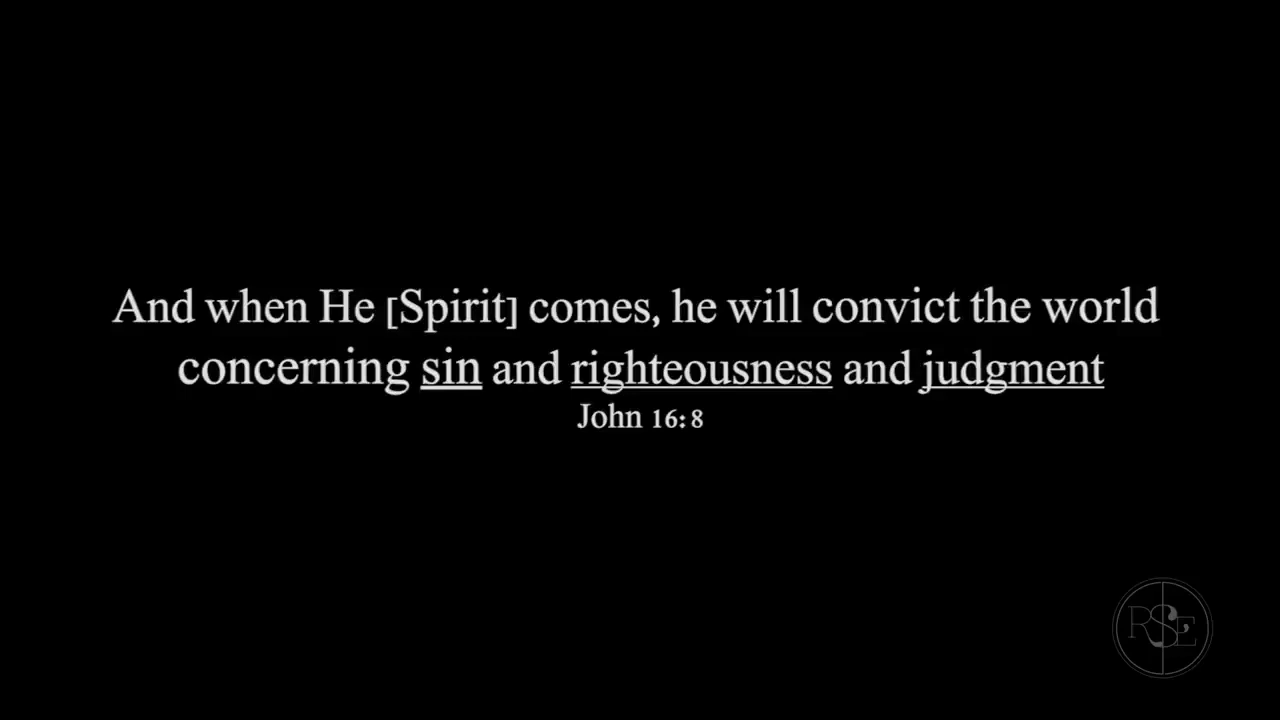 And when He [Spirit] comes, he will convict the world
concerning sin and righteousness and judgment
John 16:8
RSE